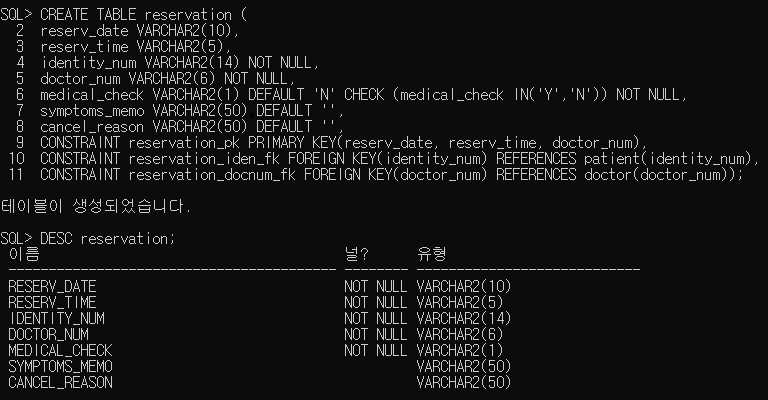 SQL> CREATE TABLE reservation (
  2  reserv_date VARCHAR2(10),
  3  reserv_time VARCHAR2(5),
  4  identity_num VARCHAR2(14) NOT NULL,
  5  doctor_num VARCHAR2(6) NOT NULL,
  6  medical_check VARCHAR2(1) DEFAULT 'N' CHECK (medical_check IN('Y','N')) NOT NULL,
  7  symptoms_memo VARCHAR2(50) DEFAULT '',
  8  cancel_reason VARCHAR2(50) DEFAULT '',
  9  CONSTRAINT reservation_pk PRIMARY KEY(reserv_date, reserv_time, doctor_num),
 10  CONSTRAINT reservation_iden_fk FOREIGN KEY(identity_num) REFERENCES patient(identity_num),
 11  CONSTRAINT reservation_docnum_fk FOREIGN KEY(doctor_num) REFERENCES doctor(doctor_num));
테이블이 생성되었습니다.
SQL> DESC reservation;
 이름                                      널?      유형
 ----------------------------------------- -------- ----------------------------
 RESERV_DATE                               NOT NULL VARCHAR2(10)
 RESERV_TIME                               NOT NULL VARCHAR2(5)
 IDENTITY_NUM                              NOT NULL VARCHAR2(14)
 DOCTOR_NUM                                NOT NULL VARCHAR2(6)
 MEDICAL_CHECK                             NOT NULL VARCHAR2(1)
 SYMPTOMS_MEMO                                      VARCHAR2(50)
 CANCEL_REASON                                      VARCHAR2(50)